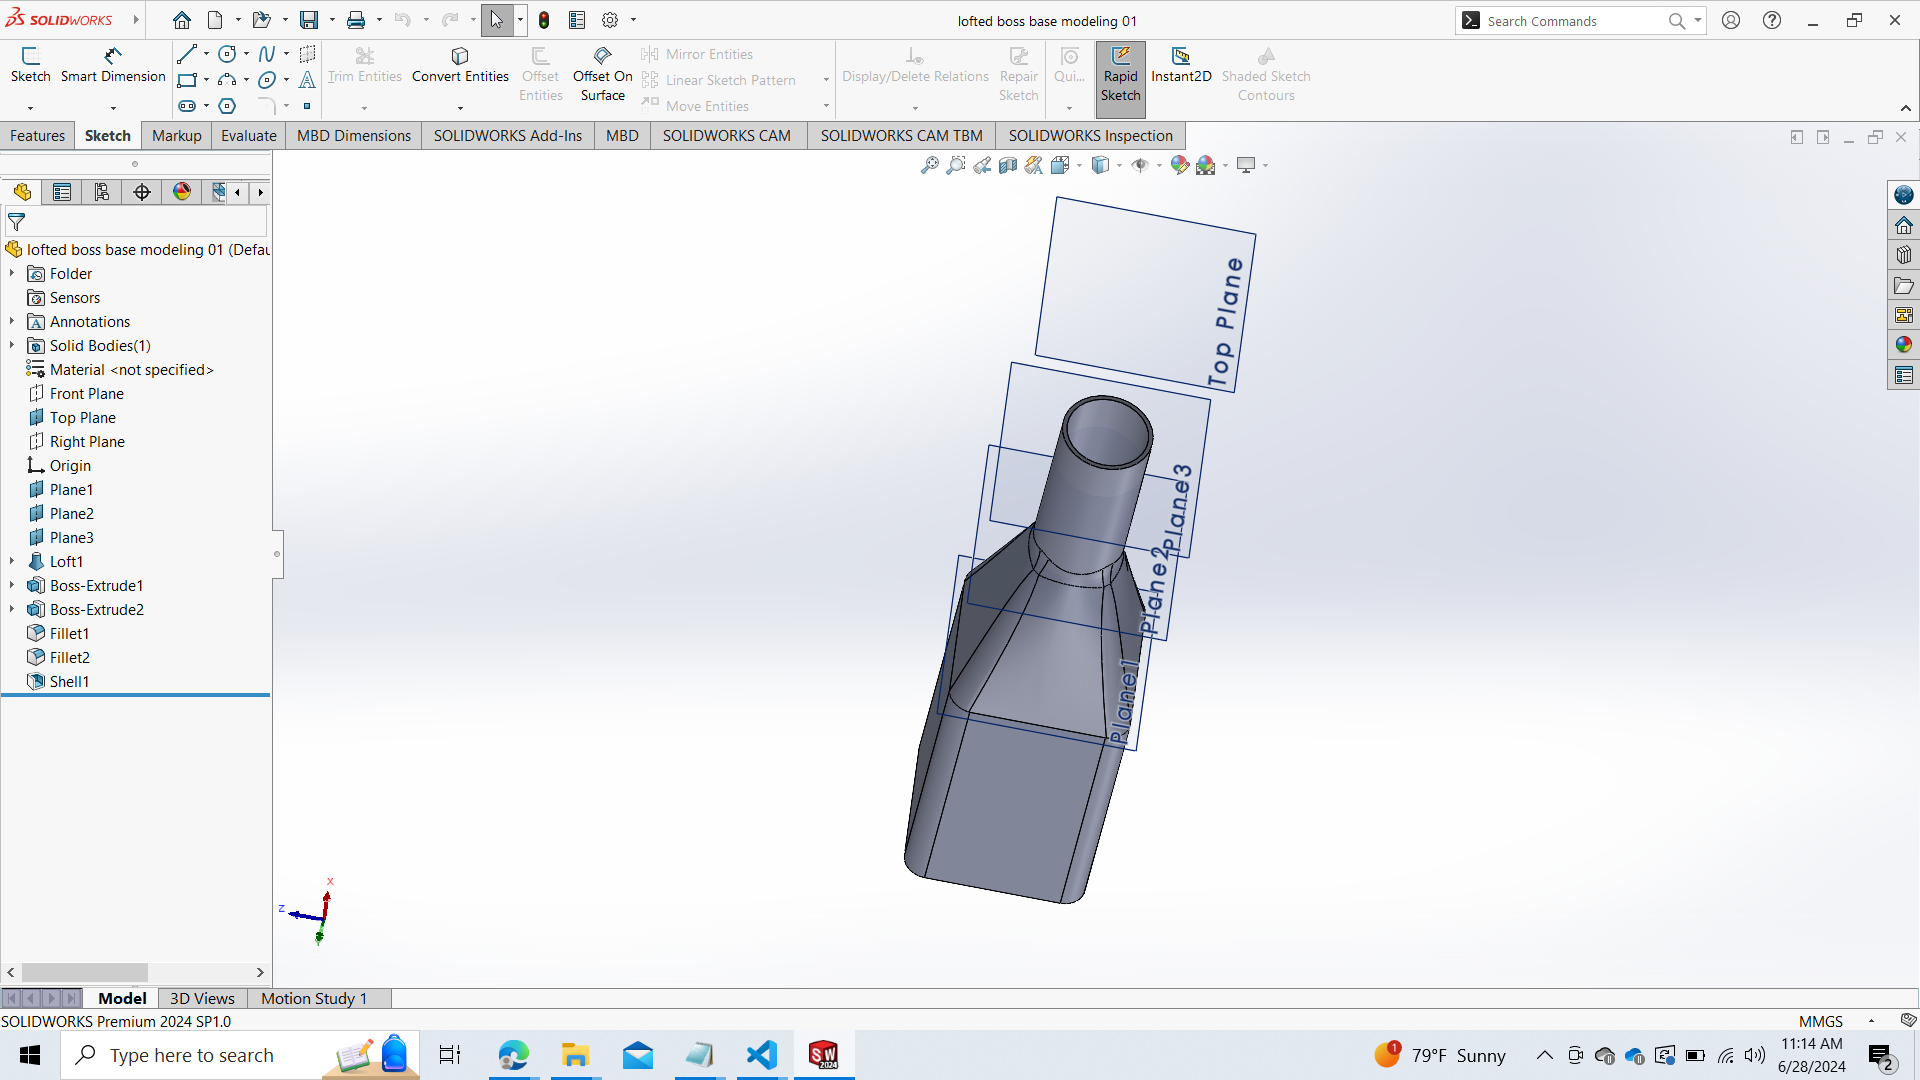 SOLIDWORKS
lofted boss base modeling 01
Search Commands
Sketch
Smart Dimension
Trim Entities
Convert Entities
Offset Entities
Offset On Surface
Mirror Entities
Linear Sketch Pattern
Move Entities
Display/Delete Relations
Repair Sketch
Qui...
Rapid Sketch
Instant2D
Shaded Sketch Contours
Features
Sketch
Markup
Evaluate
MBD Dimensions
SOLIDWORKS Add-Ins
MBD
SOLIDWORKS CAM
SOLIDWORKS CAM TBM
SOLIDWORKS Inspection
lofted boss base modeling 01 (Defau
Folder
Sensors
Annotations
Solid Bodies(1)
Material <not specified>
Front Plane
Top Plane
Right Plane
Origin
Plane1
Plane2
Plane3
Loft1
Boss-Extrude1
Boss-Extrude2
Fillet1
Fillet2
Shell1
Top Plane
Plane3
Plane2
Plane1
X
Z
Y
Model
3D Views
Motion Study 1
SOLIDWORKS Premium 2024 SP1.0
MMGS
Type here to search
SW
2024
1
79°F Sunny
11:14 AM
6/28/2024
2